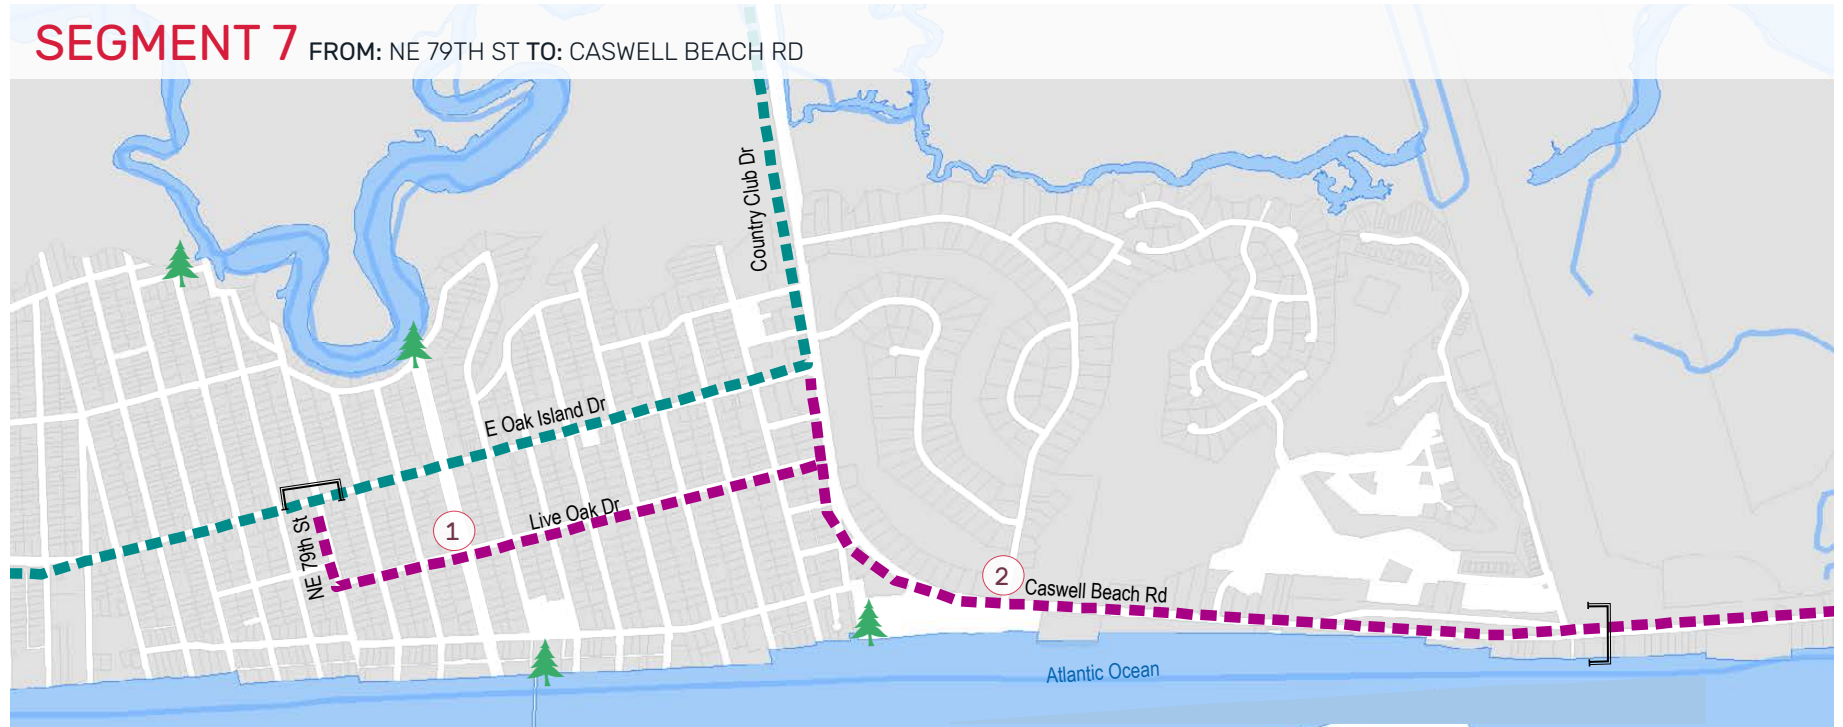 SEGMENT 7 FROM: NE 79TH ST TO: CASWELL BEACH RD
Country Club Dr
E Oak Island Dr
Live Oak Dr
NE 79th St
1
2
Caswell Beach Rd
Atlantic Ocean